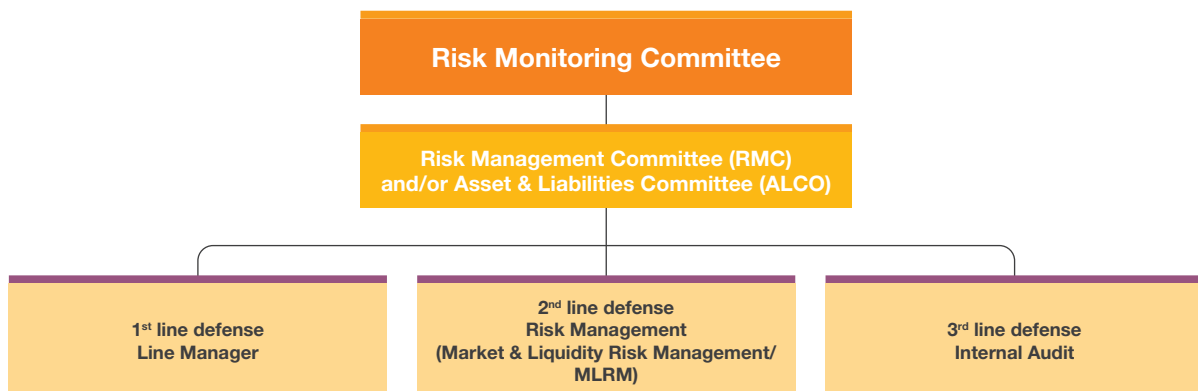 Risk Monitoring Committee
Risk Management Committee (RMC)
and/or Asset & Liabilities Committee (ALCO)
1st line defense
Line Manager
2nd line defense
Risk Management
(Market & Liquidity Risk Management/
MLRM)
3rd line defense
Internal Audit